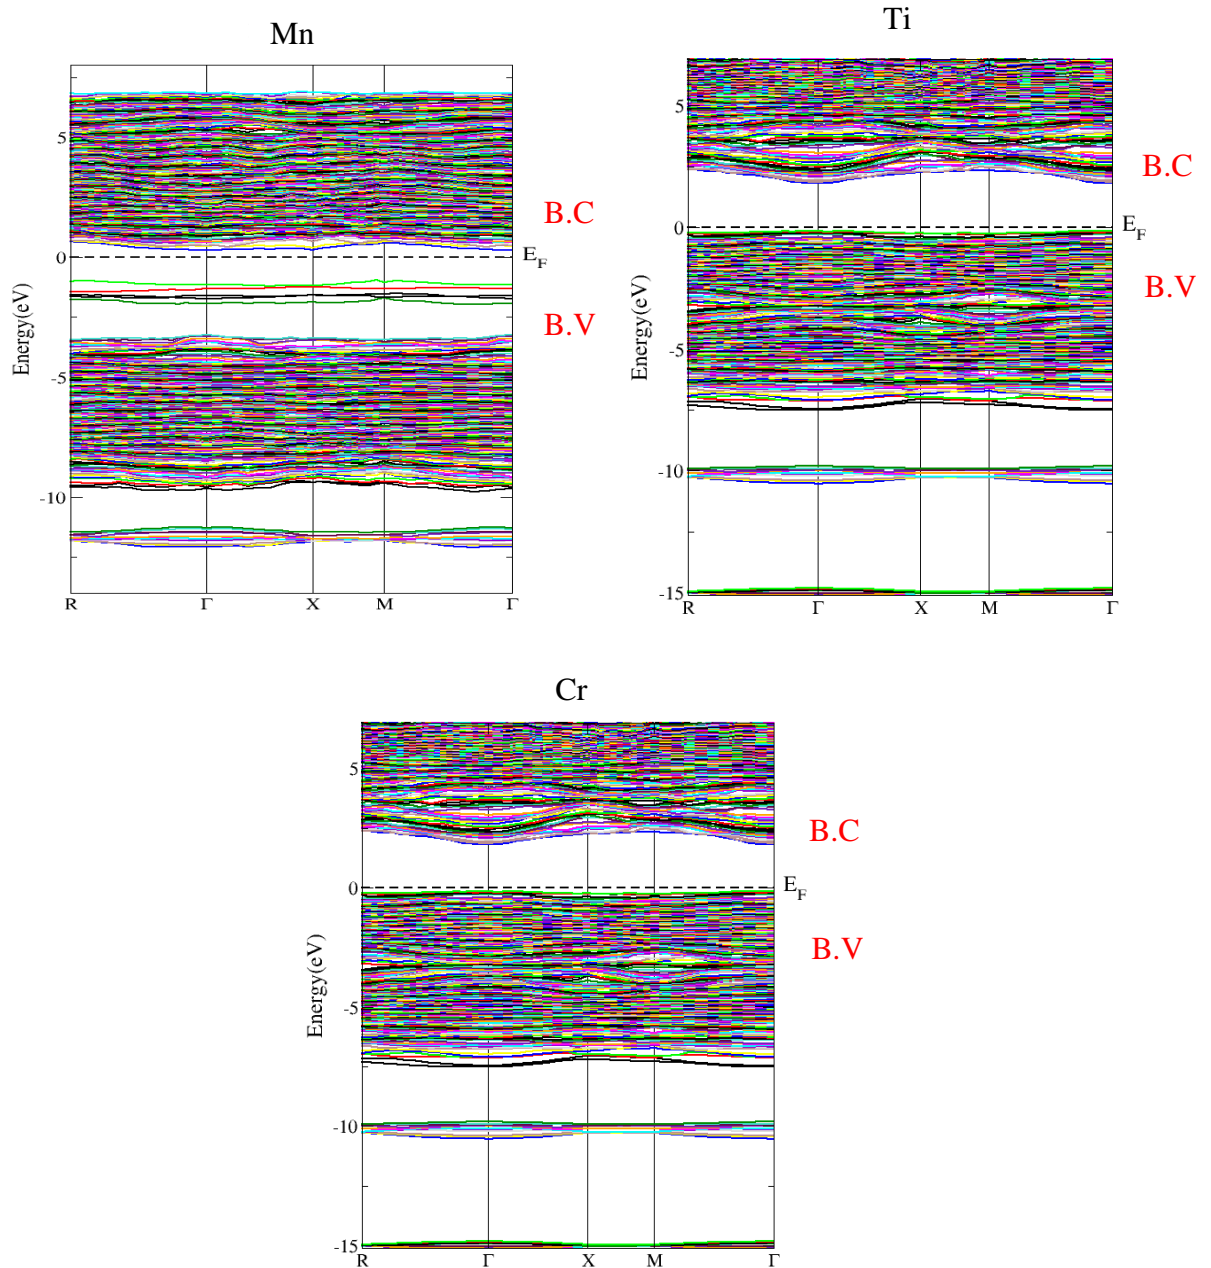 Mn
5
0
-5
-10
Energy(eV)
R Γ X M Γ
B.C
E_F
B.V
Ti
5
0
-5
-10
-15
Energy(eV)
R Γ X M Γ
B.C
E_F
B.V
Cr
5
0
-5
-10
-15
Energy(eV)
R Γ X M Γ
B.C
E_F
B.V